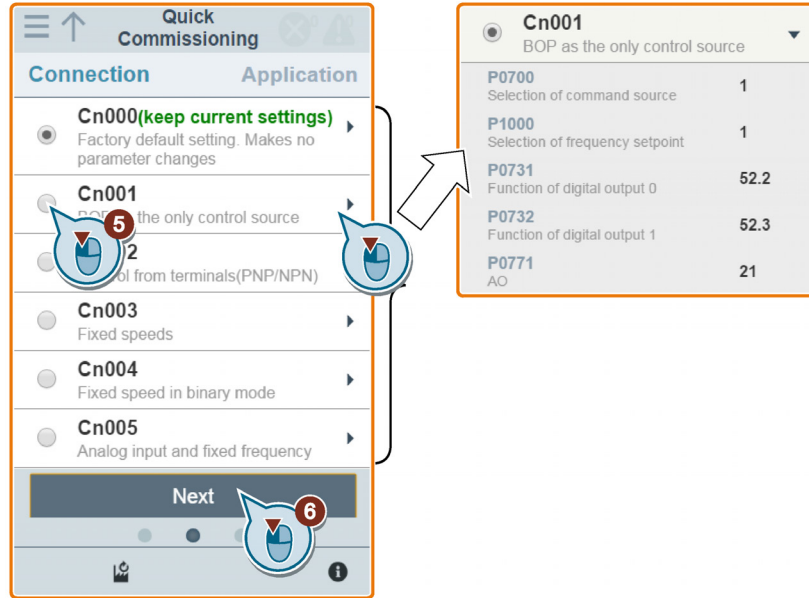 Quick
Commissioning
Connection Application
Cn000(keep current settings)
Factory default setting. Makes no
parameter changes
Cn001
the only control source
5
2
from terminals(PNP/NPN)
Cn003
Fixed speeds
Cn004
Fixed speed in binary mode
Cn005
Analog input and fixed frequency
Next
6
Cn001
BOP as the only control source
P0700
Selection of command source 1
P1000
Selection of frequency setpoint 1
P0731
Function of digital output 0 52.2
P0732
Function of digital output 1 52.3
P0771
AO 21